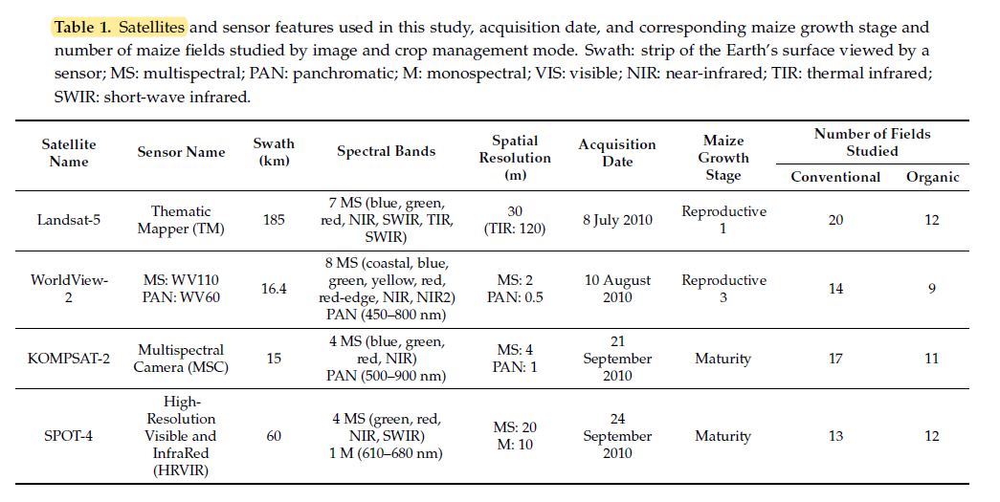 Table 1. Satellites and sensor features used in this study, acquisition date, and corresponding maize growth stage and
number of maize fields studied by image and crop management mode. Swath: strip of the Earth's surface viewed by a
sensor; MS: multispectral; PAN: panchromatic; M: monospectral; VIS: visible; NIR: near-infrared; TIR: thermal infrared;
SWIR: short-wave infrared.
Satellite
Name
Sensor Name
Swath
(km)
Spectral Bands
Spatial
Resolution
(m)
Acquisition
Date
Maize
Growth
Stage
Number of Fields
Studied
Conventional
Organic
Landsat-5
Thematic
Mapper (TM)
185
7 MS (blue, green,
red, NIR, SWIR, TIR,
SWIR)
30
(TIR: 120)
8 July 2010
Reproductive
1
20
12
WorldView-
2
MS: WV110
PAN: WV60
16.4
8 MS (coastal, blue,
green, yellow, red,
red-edge, NIR, NIR2)
PAN (450–800 nm)
MS: 2
PAN: 0.5
10 August
2010
Reproductive
3
14
9
KOMPSAT-2
Multispectral
Camera (MSC)
15
4 MS (blue, green,
red, NIR)
PAN (500–900 nm)
MS: 4
PAN: 1
21
September
2010
Maturity
17
11
SPOT-4
High-
Resolution
Visible and
InfraRed
(HRVIR)
60
4 MS (green, red,
NIR, SWIR)
1 M (610–680 nm)
MS: 20
M: 10
24
September
2010
Maturity
13
12